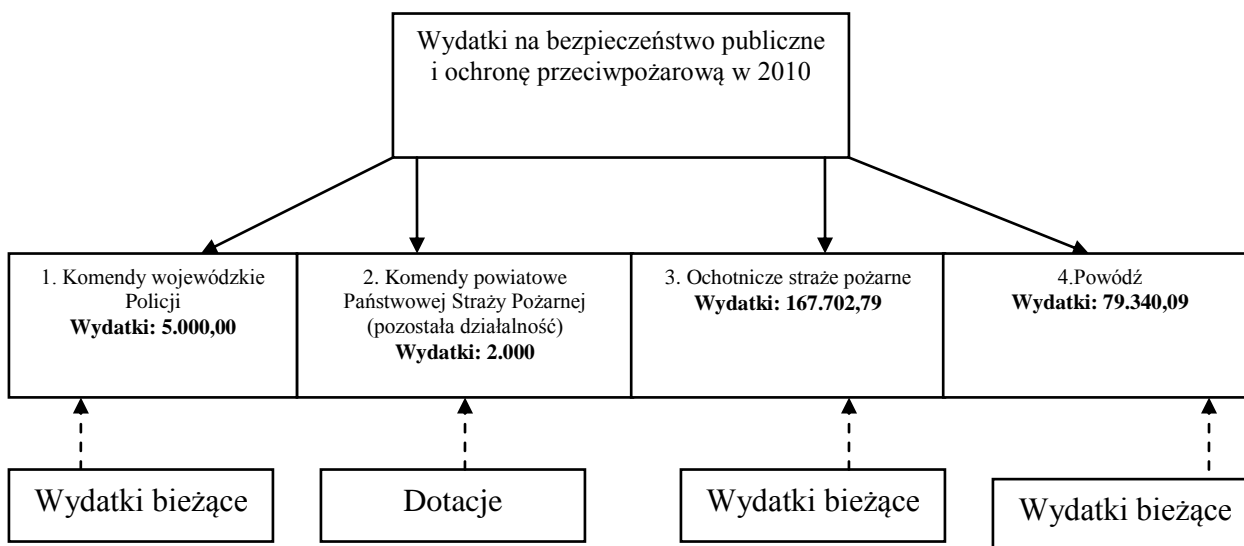 Wydatki na bezpieczeństwo publiczne
i ochronę przeciwpożarową w 2010
1. Komendy wojewódzkie
Policji
Wydatki: 5.000,00
2. Komendy powiatowe
Państwowej Straży Pożarnej
(pozostała działalność)
Wydatki: 2.000
3. Ochotnicze straże pożarne
Wydatki: 167.702,79
4.Powódź
Wydatki: 79.340,09
Wydatki bieżące
Dotacje
Wydatki bieżące
Wydatki bieżące